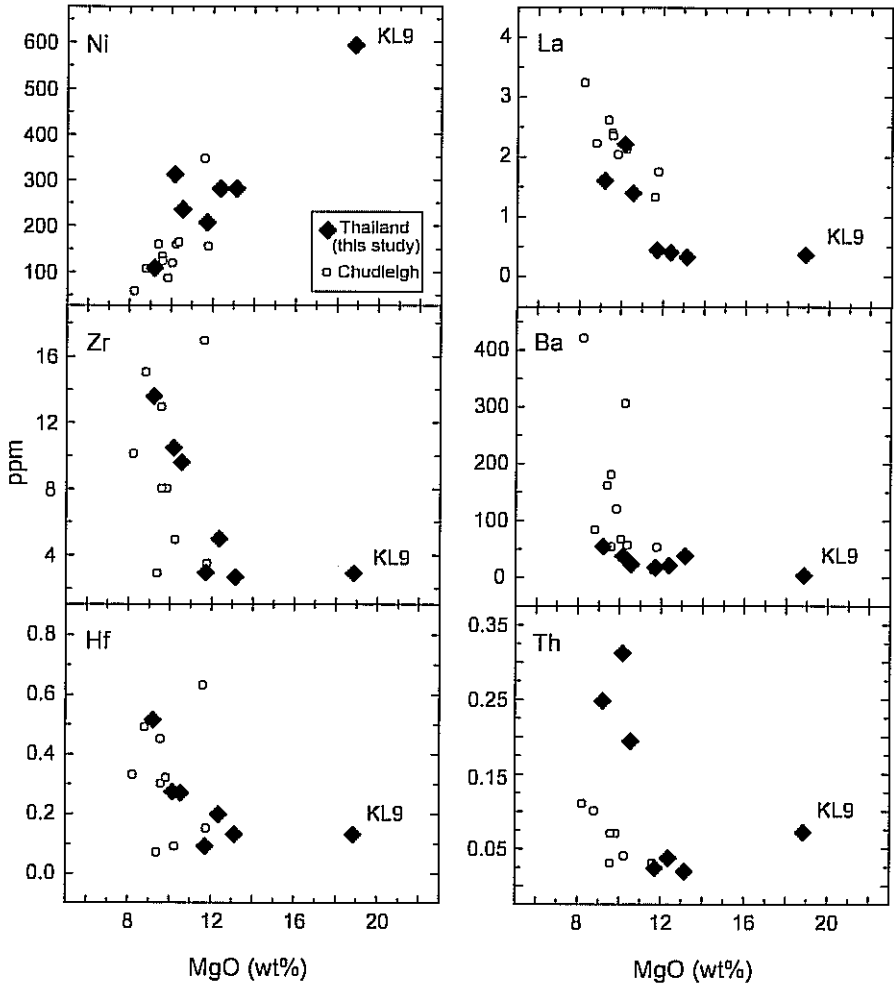 Ni
KL9
600
500
400
300
200
100
Thailand
(this study)
Chudleigh
La
KL9
4
3
2
1
0
Zr
KL9
16
12
8
4
ppm
Ba
KL9
400
300
200
100
0
Hf
KL9
0.8
0.6
0.4
0.2
0.0
Th
KL9
0.35
0.25
0.15
0.05
8 12 16 20
MgO (wt%)
8 12 16 20
MgO (wt%)